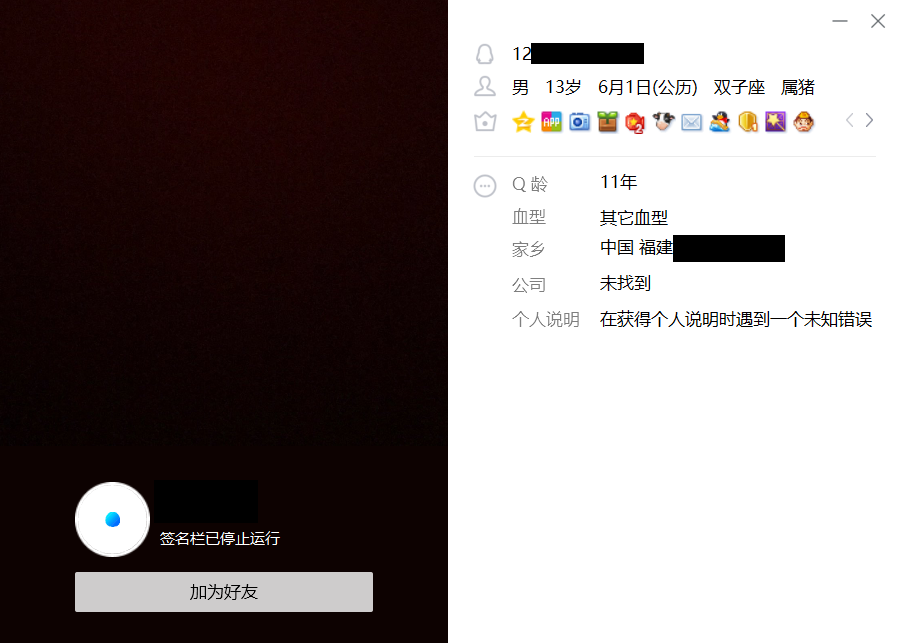 12
男 13岁 6月1日(公历) 双子座 属猪
APP
2
Q 龄 11年
血型 其它血型
家乡 中国 福建
公司 未找到
个人说明 在获得个人说明时遇到一个未知错误
签名栏已停止运行
加为好友